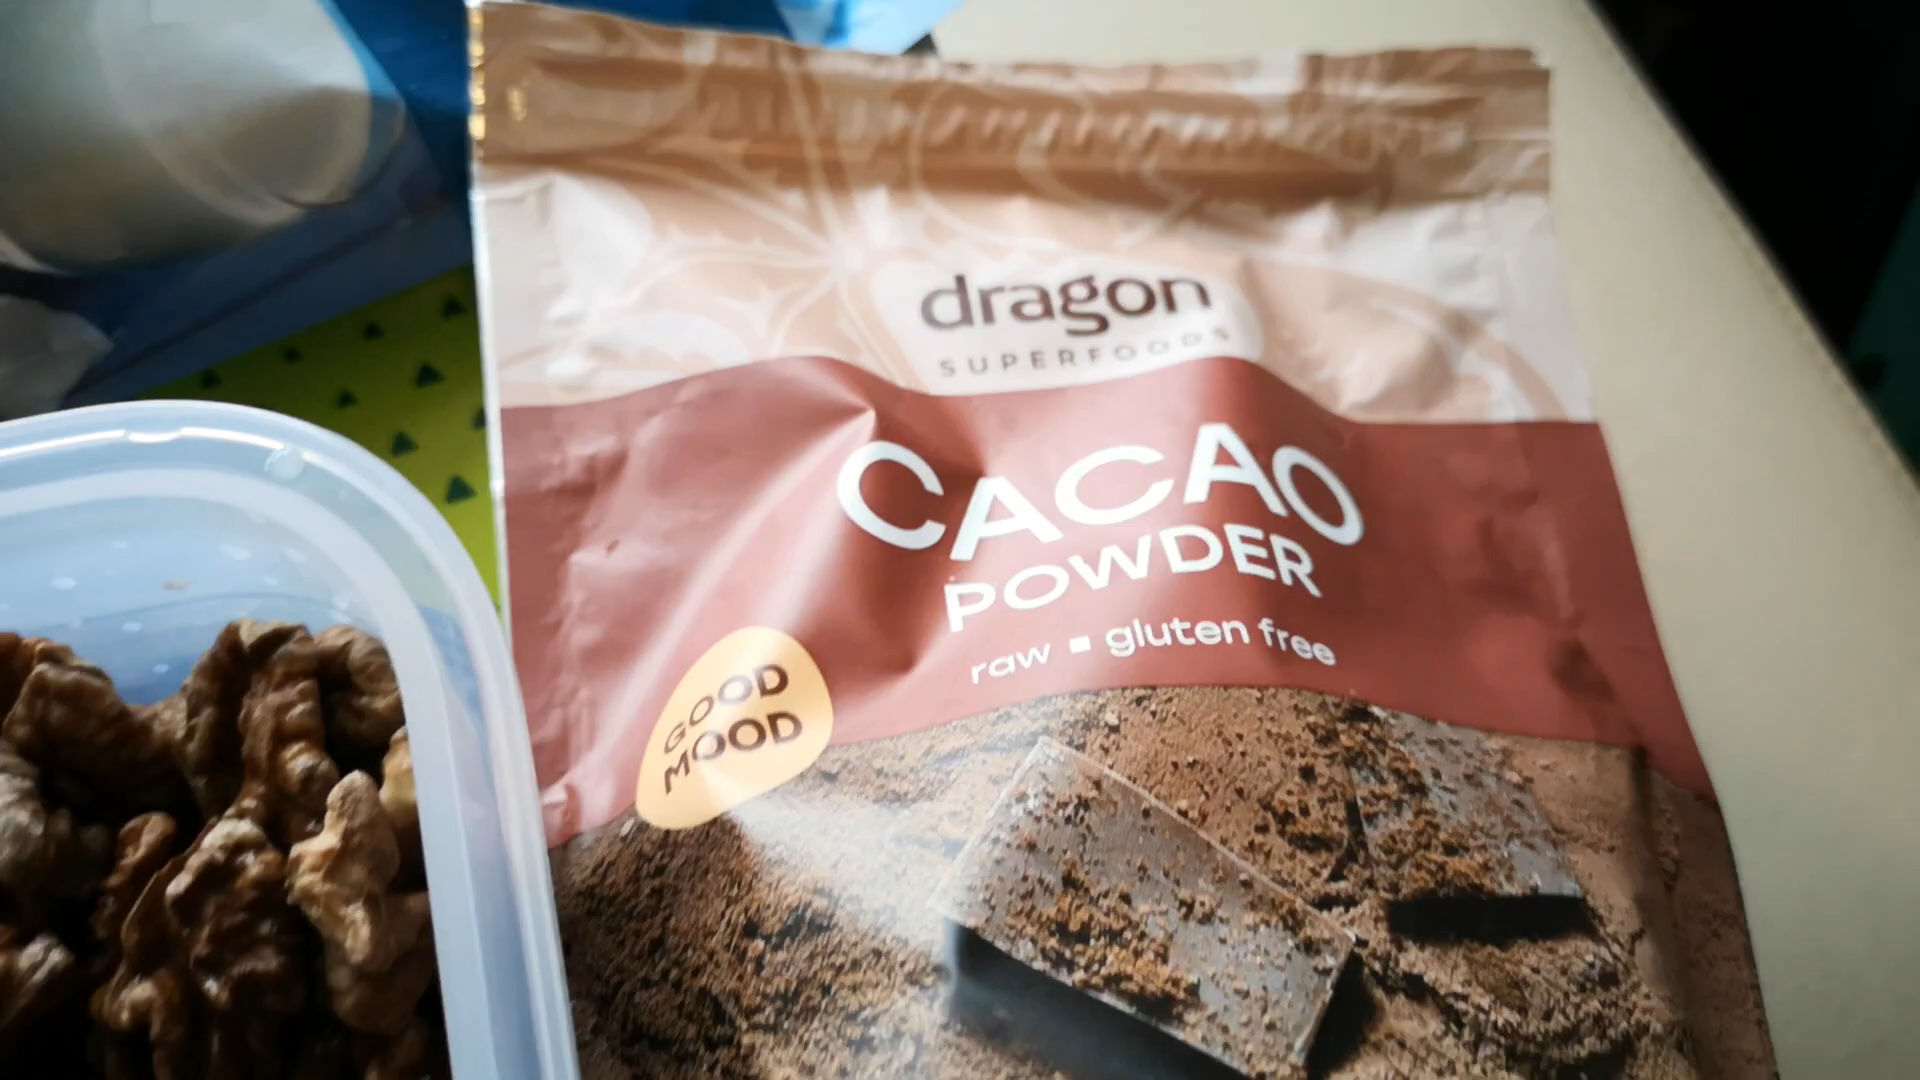 dragon
SUPERFOODS
CACAO
POWDER
raw ▪ gluten free
GOOD
MOOD